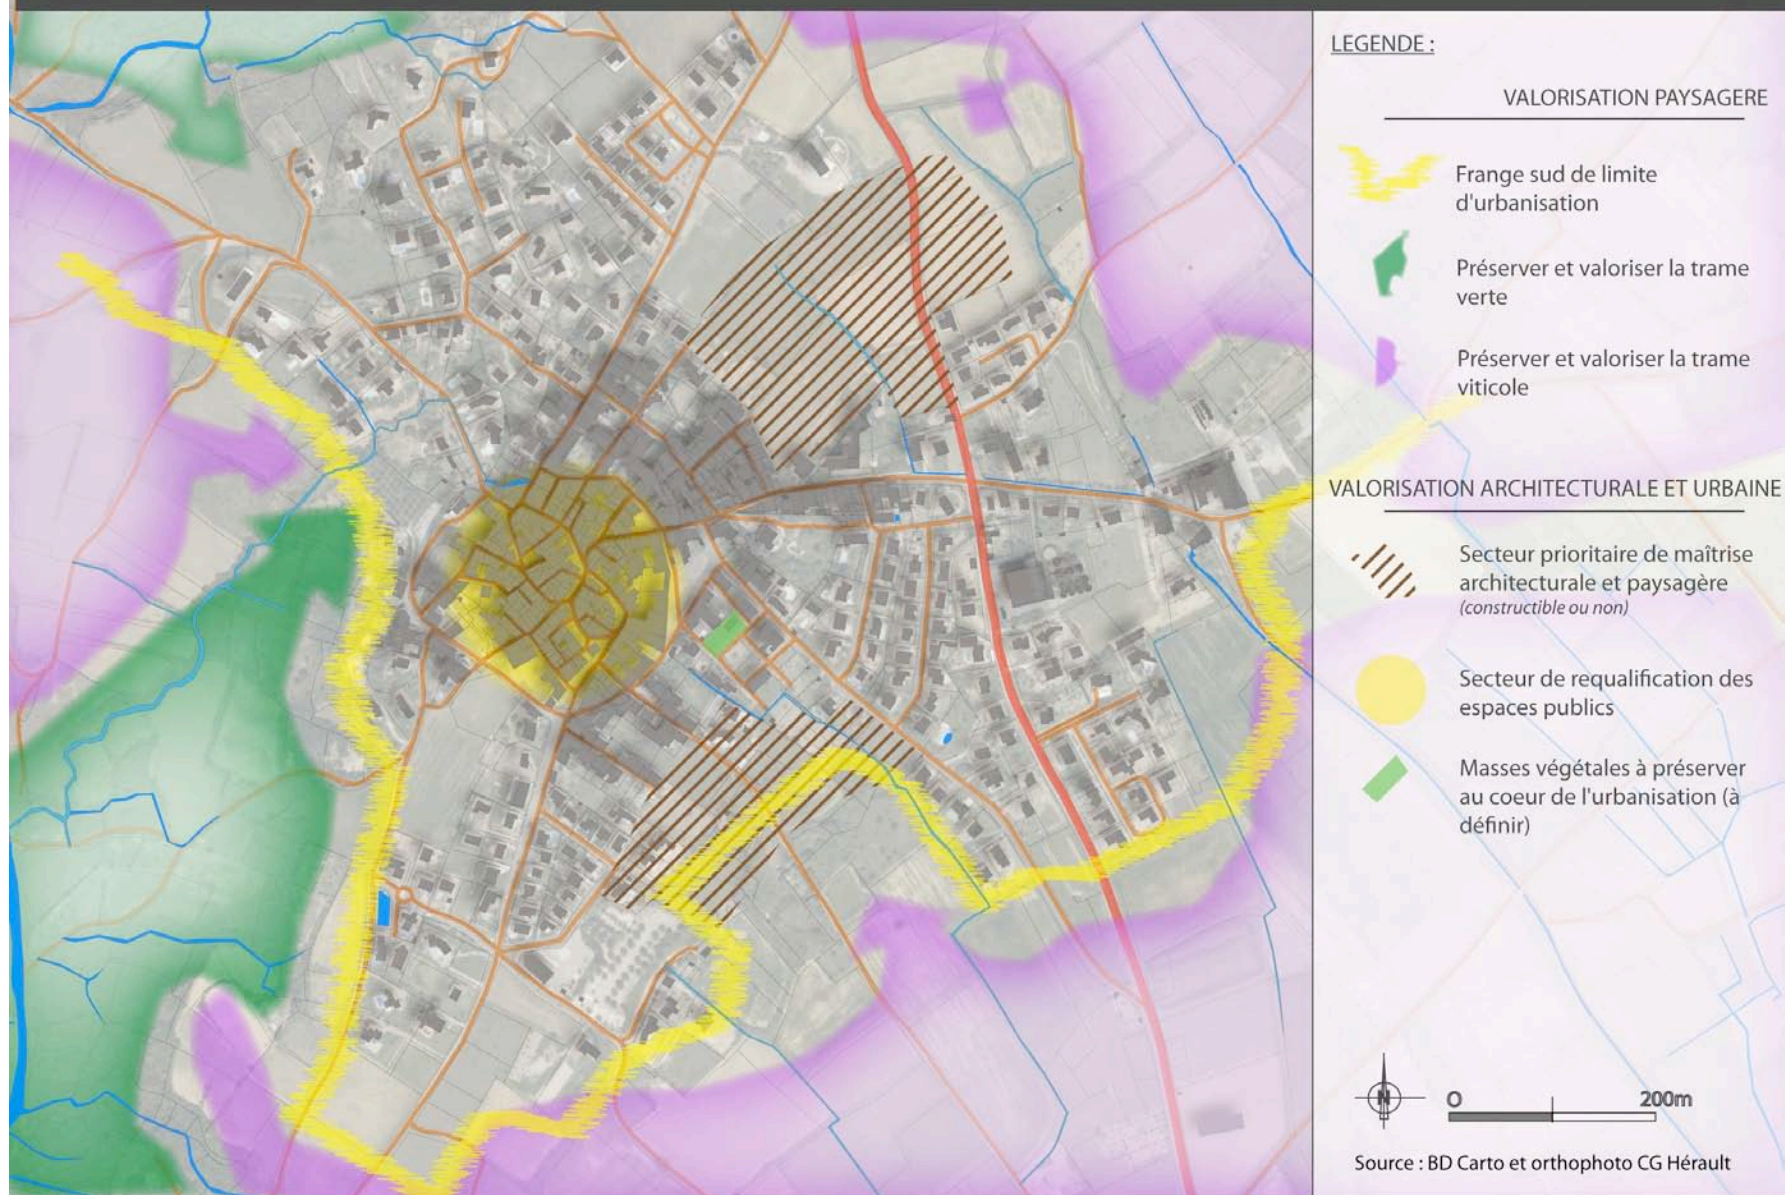 LEGENDE :
VALORISATION PAYSAGERE
Frange sud de limite
d'urbanisation
Préserver et valoriser la trame
verte
Préserver et valoriser la trame
viticole
VALORISATION ARCHITECTURALE ET URBAINE
Secteur prioritaire de maîtrise
architecturale et paysagère
(constructible ou non)
Secteur de requalification des
espaces publics
Masses végétales à préserver
au coeur de l'urbanisation (à
définir)
N
0 200m
Source : BD Carto et orthophoto CG Hérault